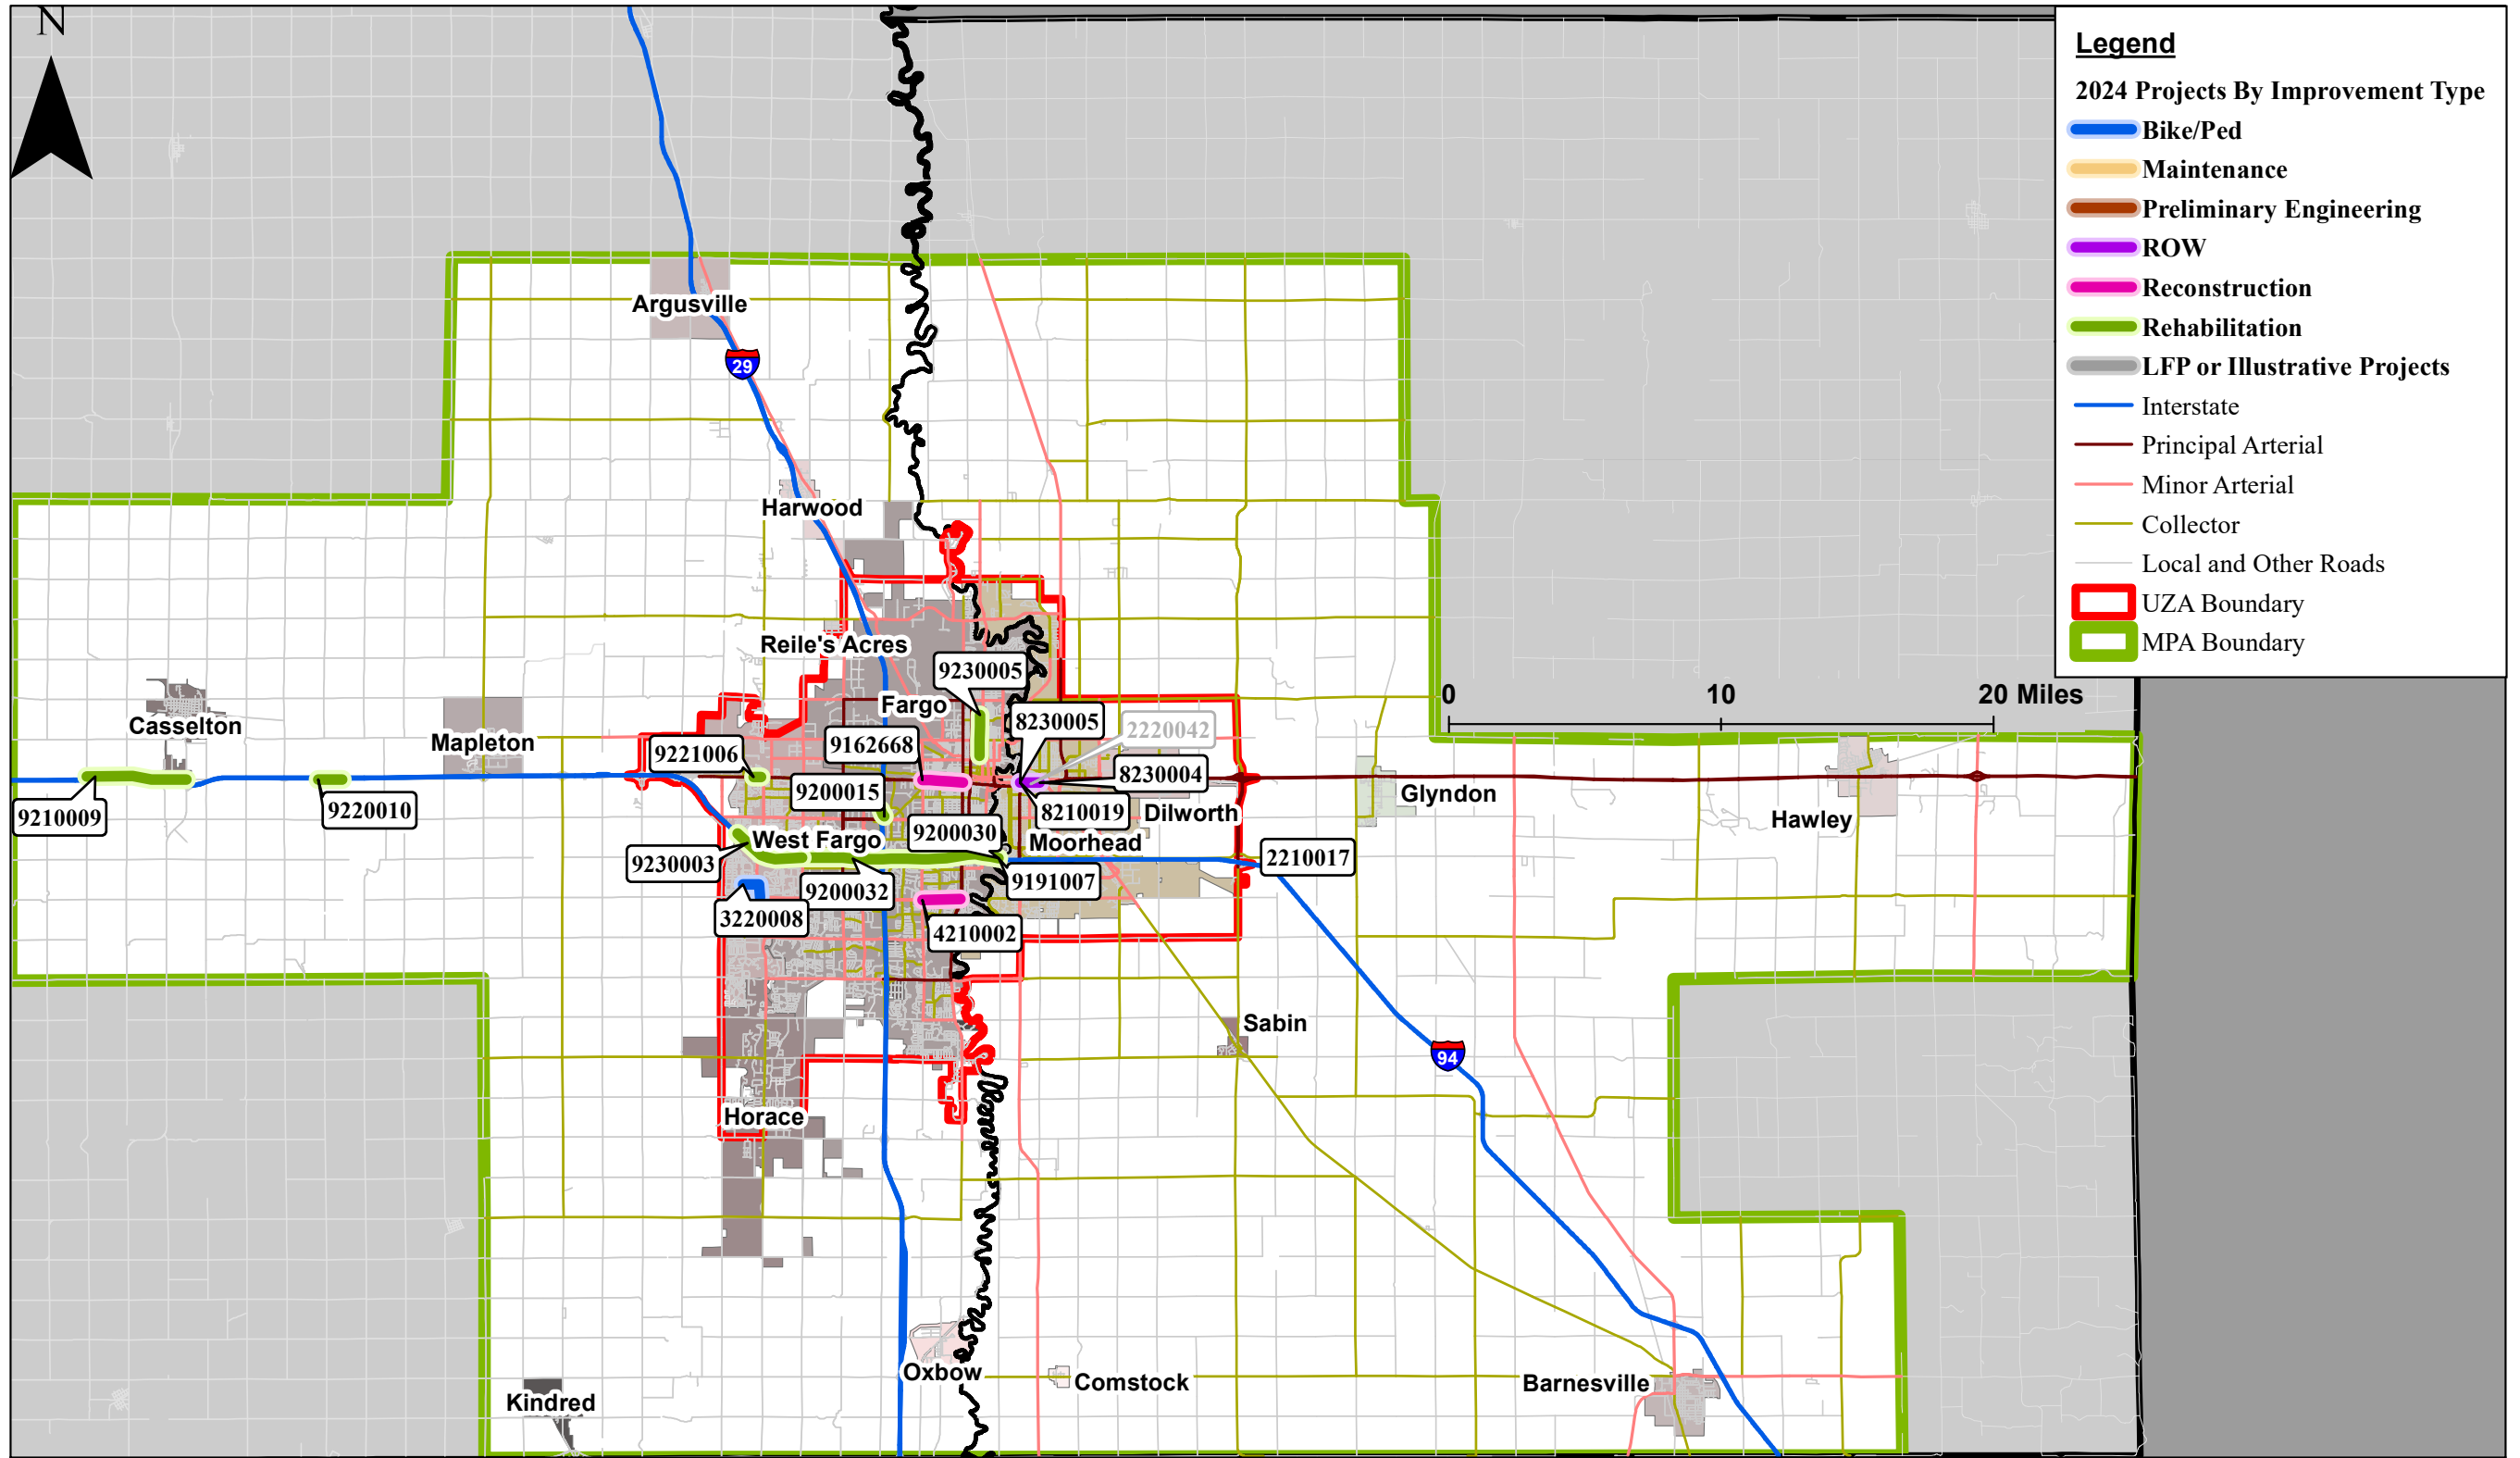 N
Legend
2024 Projects By Improvement Type
Bike/Ped
Maintenance
Preliminary Engineering
ROW
Reconstruction
Rehabilitation
LFP or Illustrative Projects
Interstate
Principal Arterial
Minor Arterial
Collector
Local and Other Roads
UZA Boundary
MPA Boundary
0 10 20 Miles
Argusville
29
Harwood
Reile's Acres
9230005
Fargo
8230005
2220042
Casselton
Mapleton
9221006
9162668
8230004
9200015
9210009
9220010
8210019
Dilworth
Glyndon
Hawley
9200030
West Fargo
Moorhead
9230003
2210017
9200032
9191007
3220008
4210002
Sabin
94
Horace
Oxbow
Comstock
Barnesville
Kindred